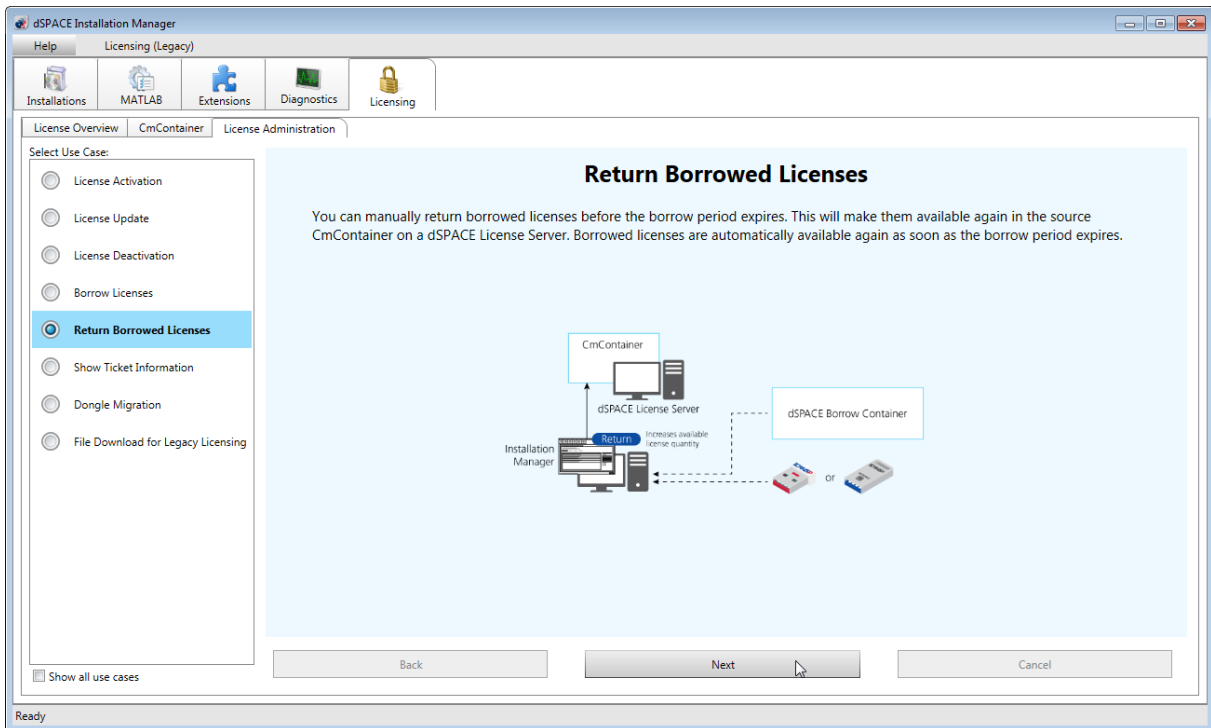 dSPACE Installation Manager
Help Licensing (Legacy)
Installations MATLAB Extensions Diagnostics Licensing
License Overview CmContainer License Administration
Select Use Case:
License Activation
License Update
License Deactivation
Borrow Licenses
Return Borrowed Licenses
Show Ticket Information
Dongle Migration
File Download for Legacy Licensing
Show all use cases
Return Borrowed Licenses
You can manually return borrowed licenses before the borrow period expires. This will make them available again in the source
CmContainer on a dSPACE License Server. Borrowed licenses are automatically available again as soon as the borrow period expires.
CmContainer
dSPACE License Server
dSPACE Borrow Container
Return
Increases available
license quantity
Installation
Manager
or
Back Next Cancel
Ready